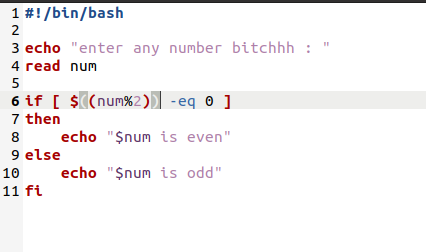 1 #!/bin/bash
2
3 echo "enter any number bitchhh : "
4 read num
5
6 if [ $((num%2)) -eq 0 ]
7 then
8     echo "$num is even"
9 else
10     echo "$num is odd"
11 fi